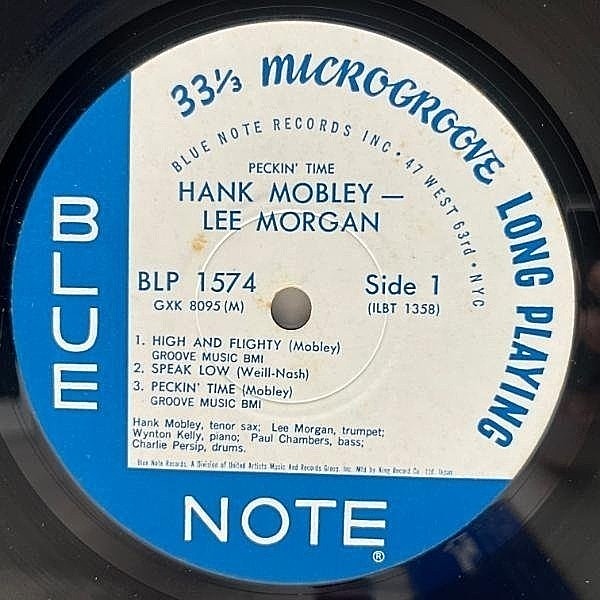 33⅓ MICROGROOVE LONG PLAYING
BLUE NOTE RECORDS INC • 47 WEST 63rd • NYC
PECKIN' TIME
HANK MOBLEY —
LEE MORGAN
BLP 1574 Side 1
GXK 8095(M) (ILBT 1358)
1. HIGH AND FLIGHTY (Mobley)
GROOVE MUSIC BMI
2. SPEAK LOW (Weill-Nash)
3. PECKIN' TIME (Mobley)
GROOVE MUSIC BMI
Hank Mobley, tenor sax; Lee Morgan, trumpet;
Wynton Kelly, piano; Paul Chambers, bass;
Charlie Persip, drums.
Blue Note Records, A Division of United Artists Music And Records Group, Inc. Mfd by King Record Co. Ltd. Japan
BLUE
NOTE ®